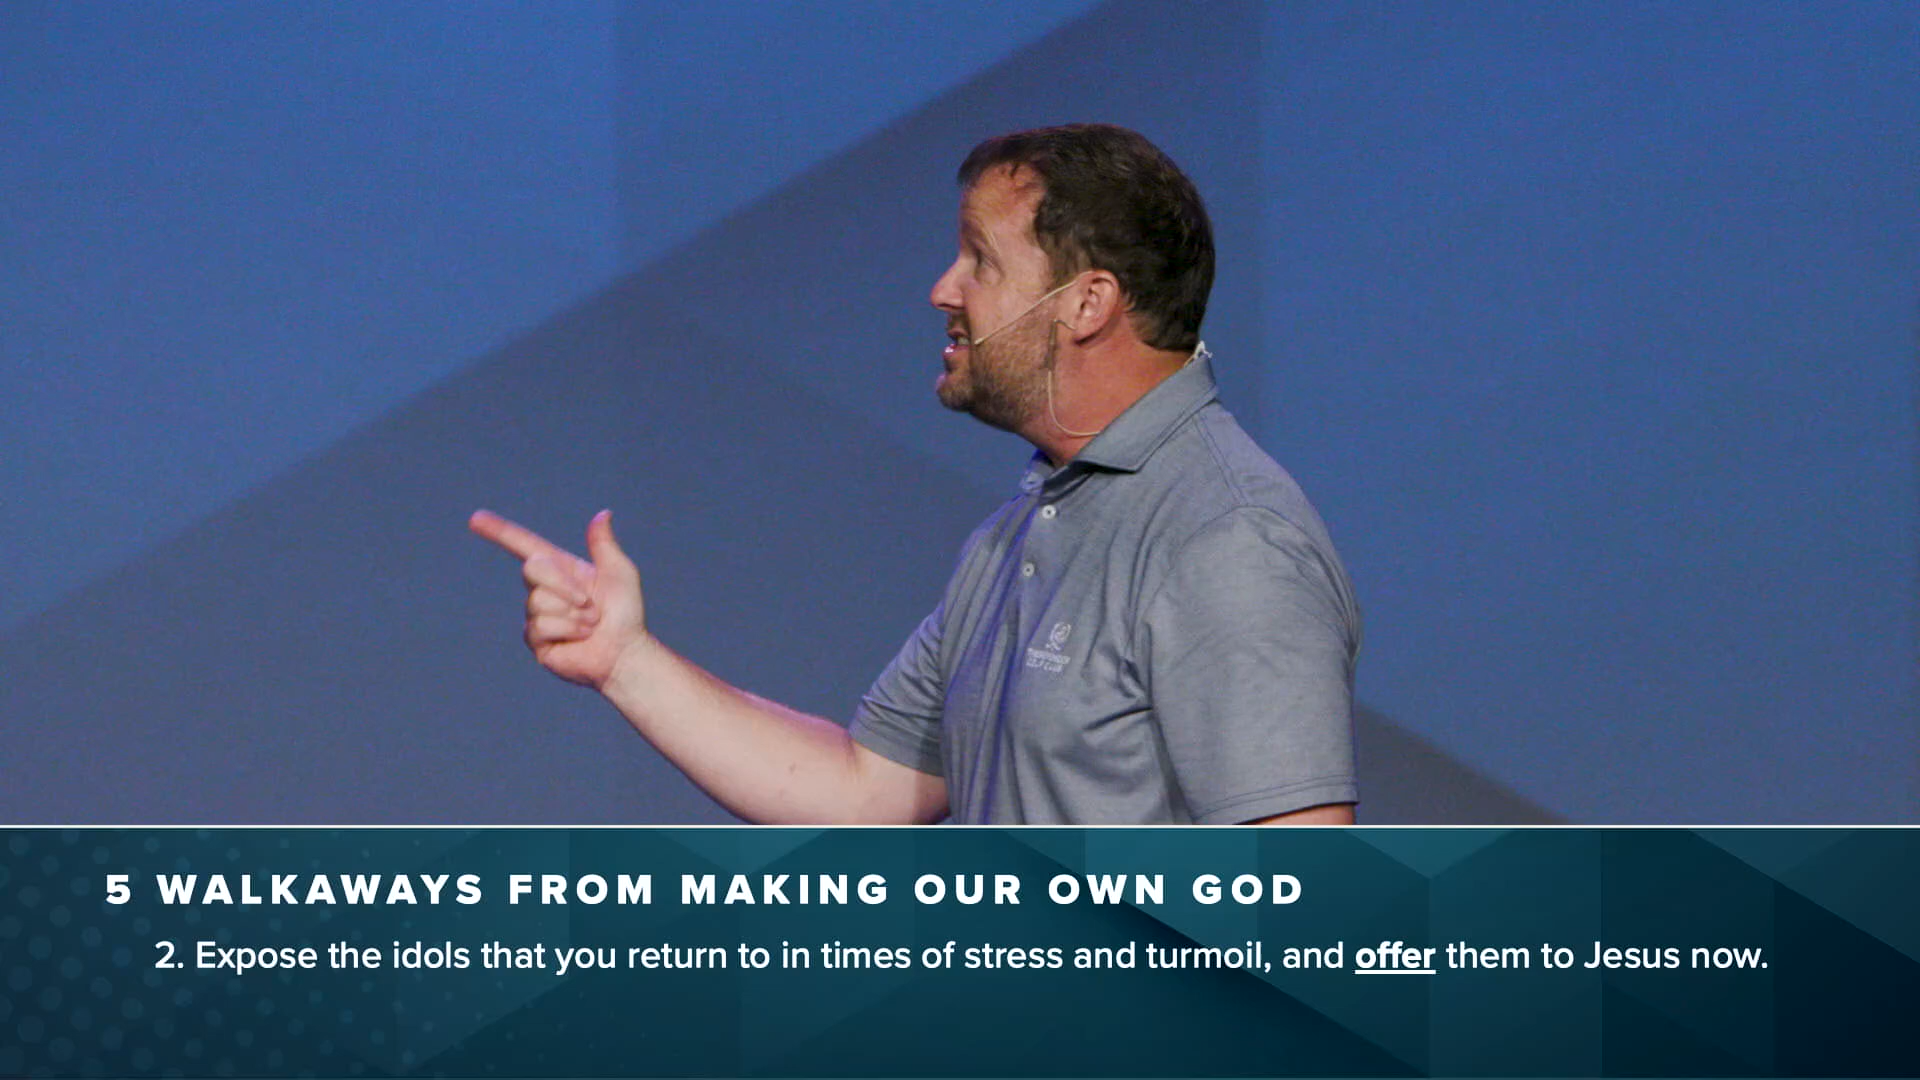 5 WALKAWAYS FROM MAKING OUR OWN GOD
2. Expose the idols that you return to in times of stress and turmoil, and offer them to Jesus now.